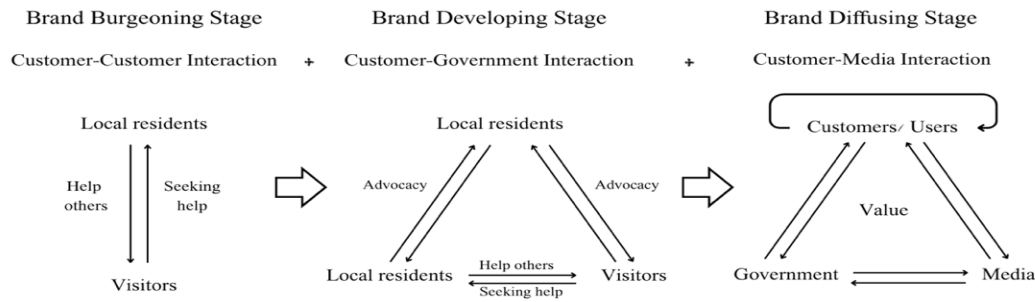 Brand Burgeoning Stage
Brand Developing Stage
Brand Diffusing Stage
Customer-Customer Interaction + Customer-Government Interaction + Customer-Media Interaction
Local residents
Help
others
Seeking
help
Visitors
Local residents
Advocacy
Advocacy
Local residents
Help others
Seeking help
Visitors
Customers/ Users
Value
Government
Media